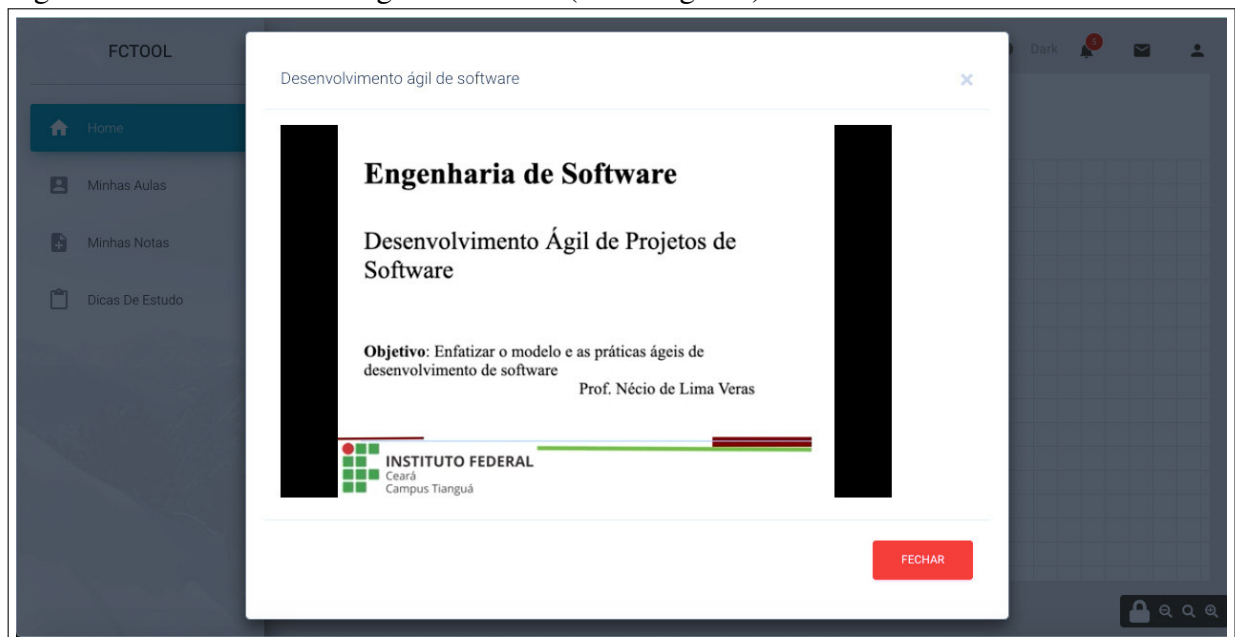 FCTOOL
Dark
5
Home
Minhas Aulas
Minhas Notas
Dicas De Estudo
Desenvolvimento ágil de software
×
Engenharia de Software
Desenvolvimento Ágil de Projetos de
Software
Objetivo: Enfatizar o modelo e as práticas ágeis de
desenvolvimento de software
Prof. Nécio de Lima Veras
INSTITUTO FEDERAL
Ceará
Campus Tianguá
FECHAR